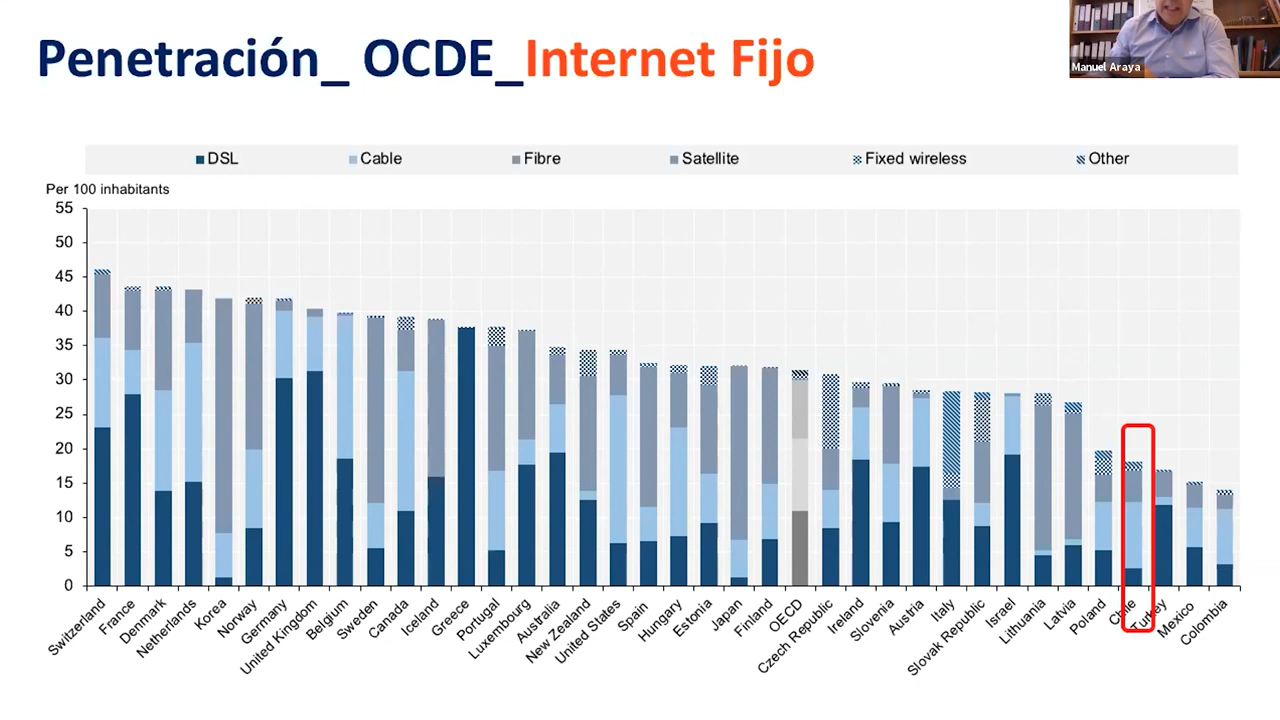 Penetración_ OCDE_Internet Fijo
Manuel Araya
DSL Cable Fibre Satellite Fixed wireless Other
Per 100 inhabitants
55
50
45
40
35
30
25
20
15
10
5
0
Switzerland
France
Denmark
Netherlands
Korea
Norway
Germany
United Kingdom
Belgium
Sweden
Canada
Iceland
Greece
Portugal
Luxembourg
Australia
New Zealand
United States
Spain
Hungary
Estonia
Japan
Finland
OECD
Czech Republic
Ireland
Slovenia
Austria
Italy
Slovak Republic
Israel
Lithuania
Latvia
Poland
Chile
Turkey
Mexico
Colombia